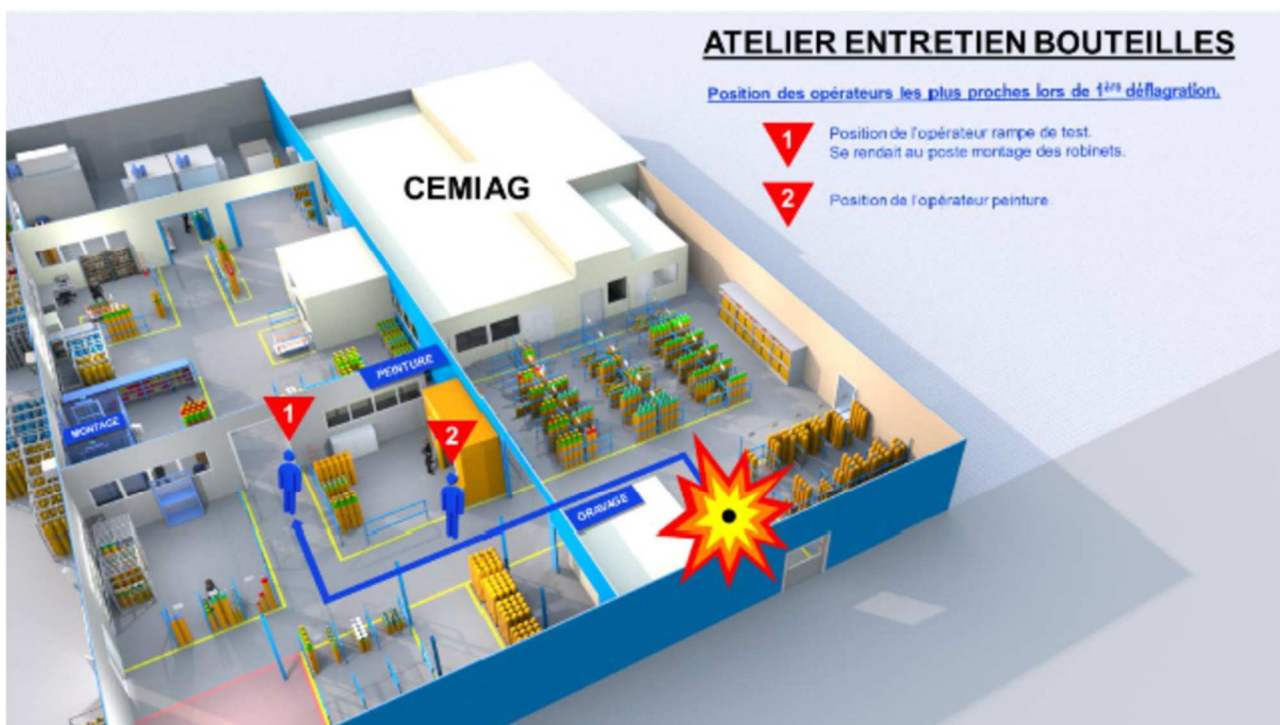 ATELIER ENTRETIEN BOUTEILLES
Position des opérateurs les plus proches lors de 1ère déflagration.
1
Position de l'opérateur rampe de test.
Se rendait au poste montage des robinets.
2
Position de l'opérateur peinture.
CEMIAG
PEINTURE
1
MONTAGE
2
GRAVAGE